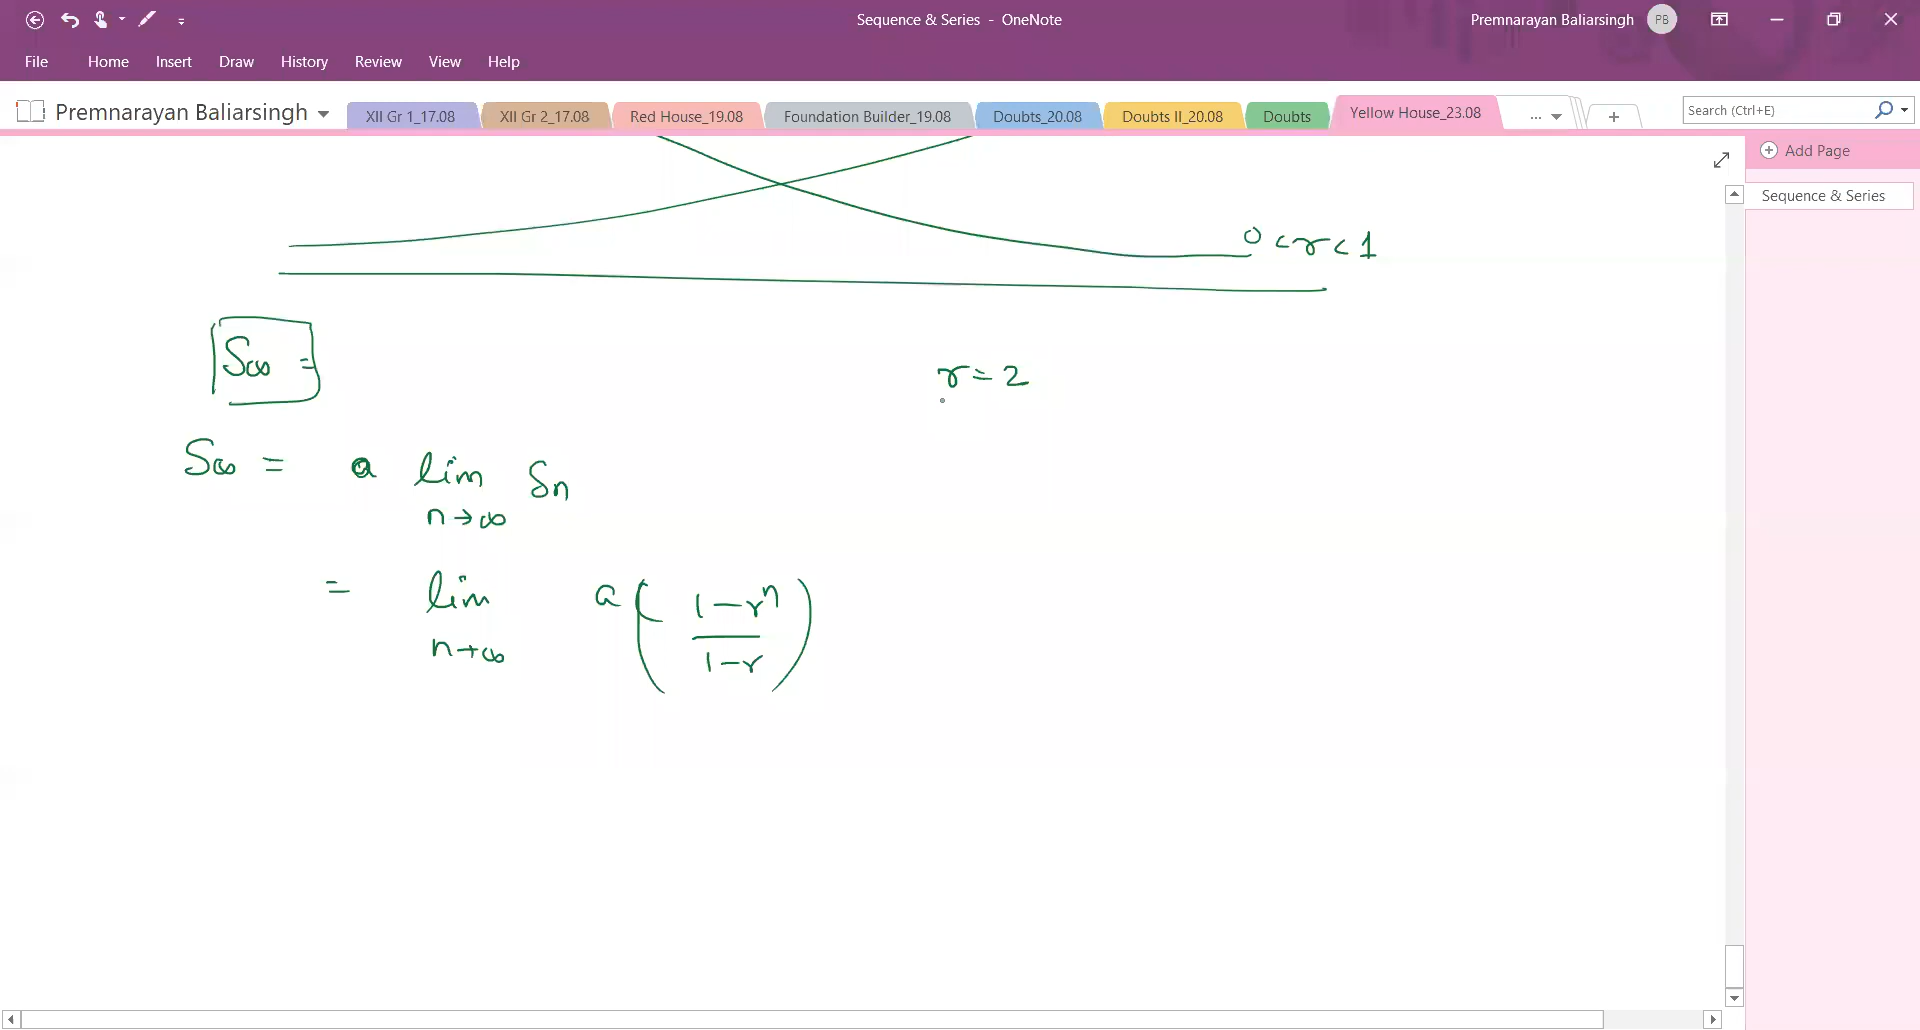 Sequence & Series - OneNote
Premnarayan Baliarsingh
PB
File Home Insert Draw History Review View Help
Premnarayan Baliarsingh
XII Gr 1_17.08
XII Gr 2_17.08
Red House_19.08
Foundation Builder_19.08
Doubts_20.08
Doubts II_20.08
Doubts
Yellow House_23.08
...
Search (Ctrl+E)
Add Page
Sequence & Series
0 < r < 1
S∞ =
r = 2
S∞ = a lim Sn
n → ∞
= lim a ( 1 - r^n / 1 - r )
n → ∞